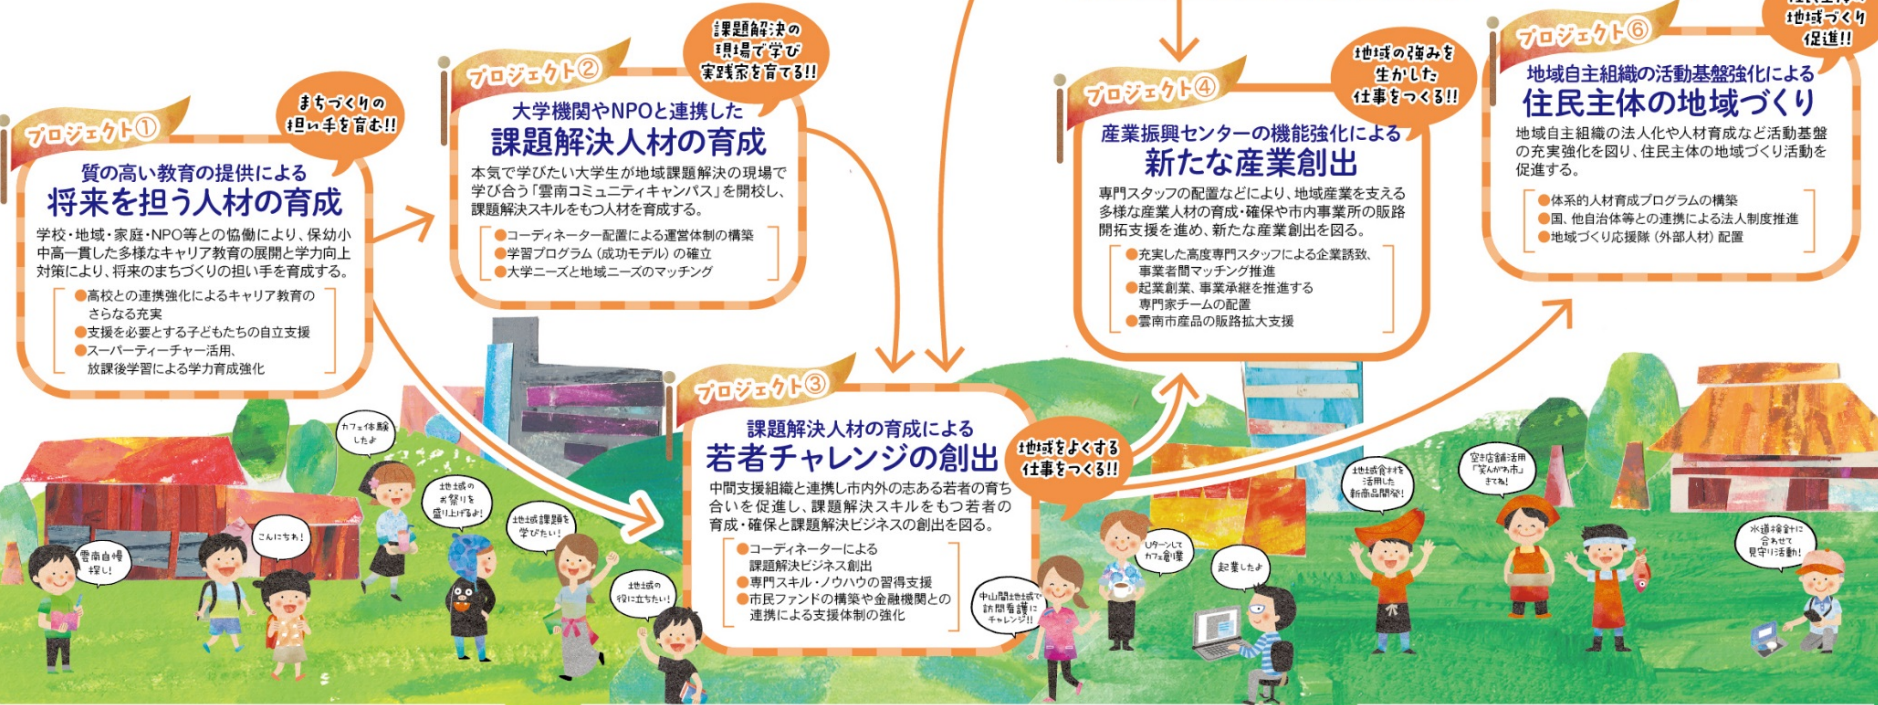 プロジェクト①
まちづくりの
担い手を育む!!
質の高い教育の提供による
将来を担う人材の育成
学校・地域・家庭・NPO等との協働により、保幼小
中高一貫した多様なキャリア教育の展開と学力向上
対策により、将来のまちづくりの担い手を育成する。
●高校との連携強化によるキャリア教育の
さらなる充実
●支援を必要とする子どもたちの自立支援
●スーパーティーチャー活用、
放課後学習による学力育成強化
プロジェクト②
課題解決の
現場で学び
実践家を育てる!!
大学機関やNPOと連携した
課題解決人材の育成
本気で学びたい大学生が地域課題解決の現場で
学び合う「雲南コミュニティキャンパス」を開校し、
課題解決スキルをもつ人材を育成する。
●コーディネーター配置による運営体制の構築
●学習プログラム(成功モデル)の確立
●大学ニーズと地域ニーズのマッチング
プロジェクト③
課題解決人材の育成による
若者チャレンジの創出
地域をよくする
仕事をつくる!!
中間支援組織と連携し市内外の志ある若者の育ち
合いを促進し、課題解決スキルをもつ若者の
育成・確保と課題解決ビジネスの創出を図る。
●コーディネーターによる
課題解決ビジネス創出
●専門スキル・ノウハウの習得支援
●市民ファンドの構築や金融機関との
連携による支援体制の強化
プロジェクト④
地域の強みを
生かした
仕事をつくる!!
産業振興センターの機能強化による
新たな産業創出
専門スタッフの配置などにより、地域産業を支える
多様な産業人材の育成・確保や市内事業所の販路
開拓支援を進め、新たな産業創出を図る。
●充実した高度専門スタッフによる企業誘致、
事業者間マッチング推進
●起業創業、事業承継を推進する
専門家チームの配置
●雲南市産品の販路拡大支援
プロジェクト⑥
地域づくり
促進!!
地域自主組織の活動基盤強化による
住民主体の地域づくり
地域自主組織の法人化や人材育成など活動基盤
の充実強化を図り、住民主体の地域づくり活動を
促進する。
●体系的人材育成プログラムの構築
●国、他自治体等との連携による法人制度推進
●地域づくり応援隊(外部人材)配置
雲南自慢
探し!
こんにちわ!
カフェ体験
したよ
地域の
お祭りを
盛り上げるよ!
地域課題を
学びたい!
地域の
役に立ちたい!
中山間地域で
訪問看護に
チャレンジ!!
Uターンして
カフェ創業
起業したよ
地域食材を
活用した
新商品開発!
空き店舗活用
「笑んがわ市」
きてね!
水道検針に
合わせて
見守り活動!